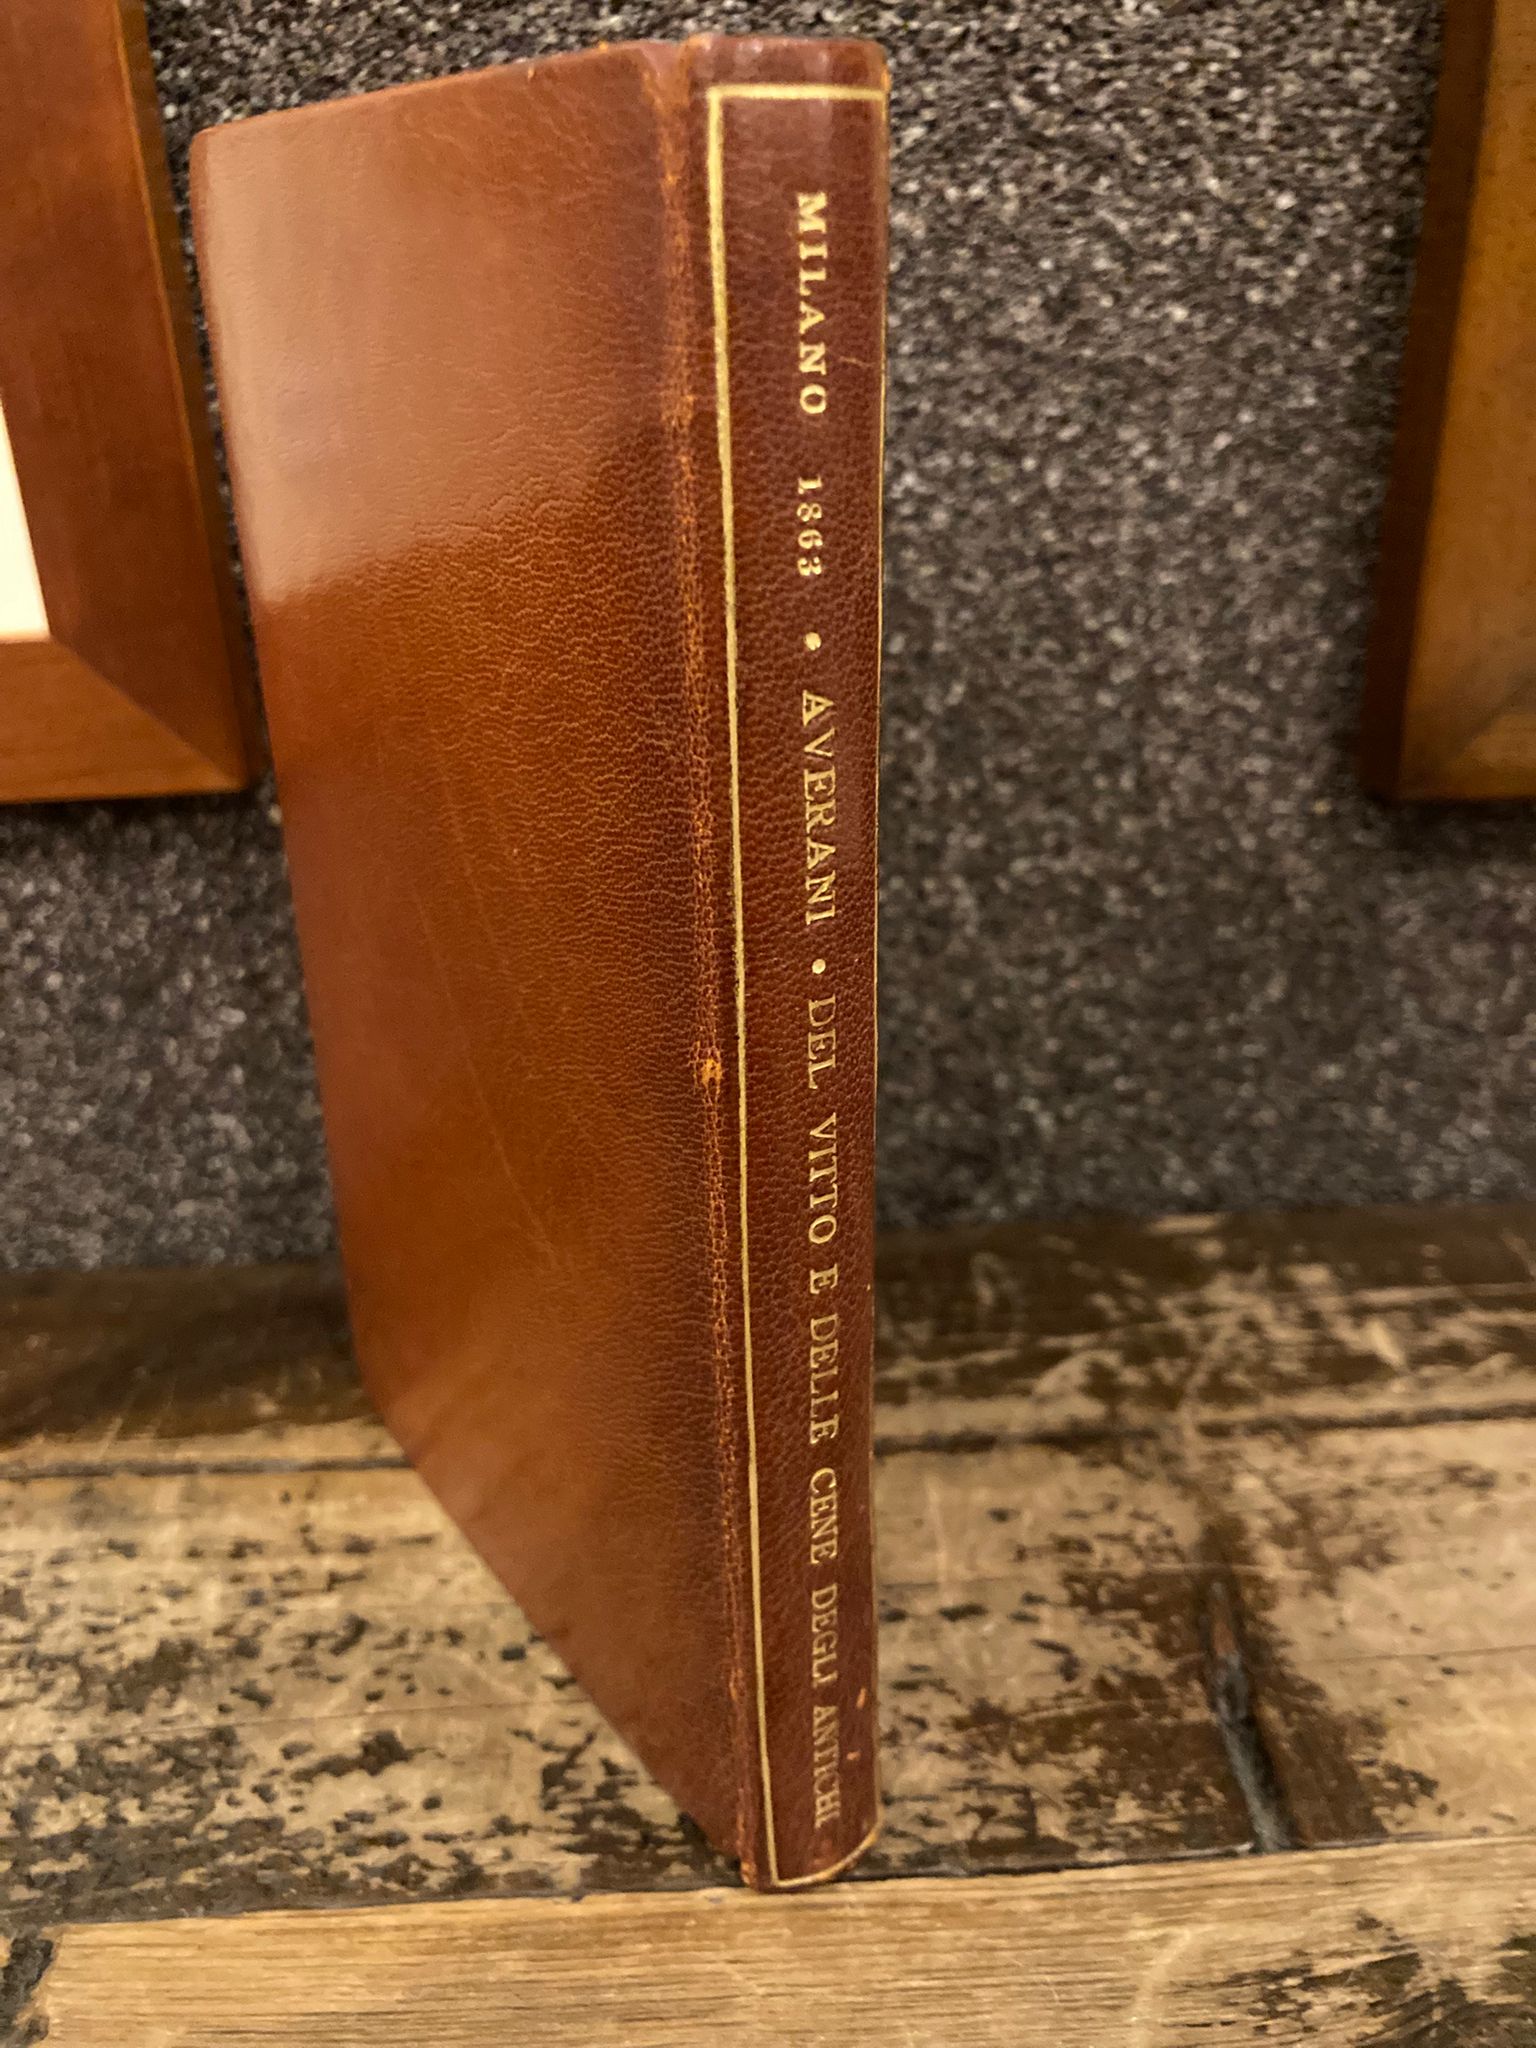 MILANO 1863 • AVERANI • DEL VITTO E DELLE CENE DEGLI ANTICHI